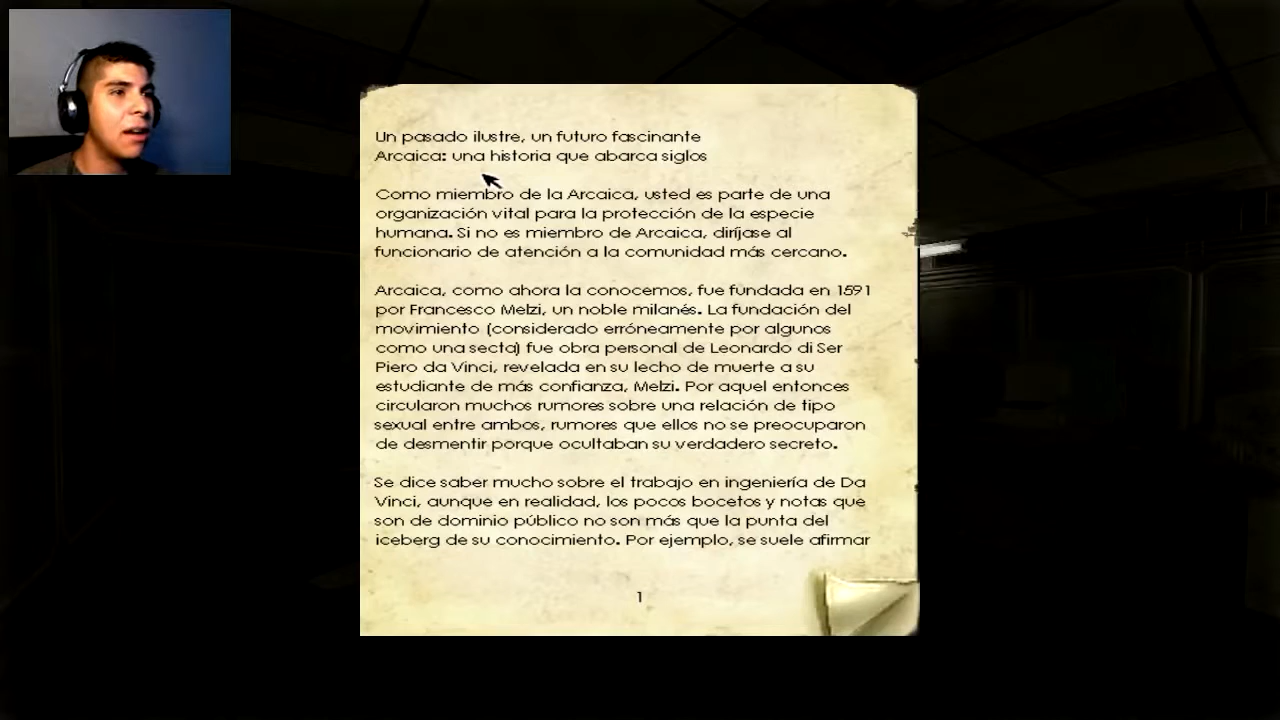 Un pasado ilustre, un futuro fascinante
Arcaica: una historia que abarca siglos
Como miembro de la Arcaica, usted es parte de una
organización vital para la protección de la especie
humana. Si no es miembro de Arcaica, diríjase al
funcionario de atención a la comunidad más cercano.
Arcaica, como ahora la conocemos, fue fundada en 1591
por Francesco Melzi, un noble milanés. La fundación del
movimiento (considerado erróneamente por algunos
como una secta) fue obra personal de Leonardo di Ser
Piero da Vinci, revelada en su lecho de muerte a su
estudiante de más confianza, Melzi. Por aquel entonces
circularon muchos rumores sobre una relación de tipo
sexual entre ambos, rumores que ellos no se preocuparon
de desmentir porque ocultaban su verdadero secreto.
Se dice saber mucho sobre el trabajo en ingeniería de Da
Vinci, aunque en realidad, los pocos bocetos y notas que
son de dominio público no son más que la punta del
iceberg de su conocimiento. Por ejemplo, se suele afirmar
1